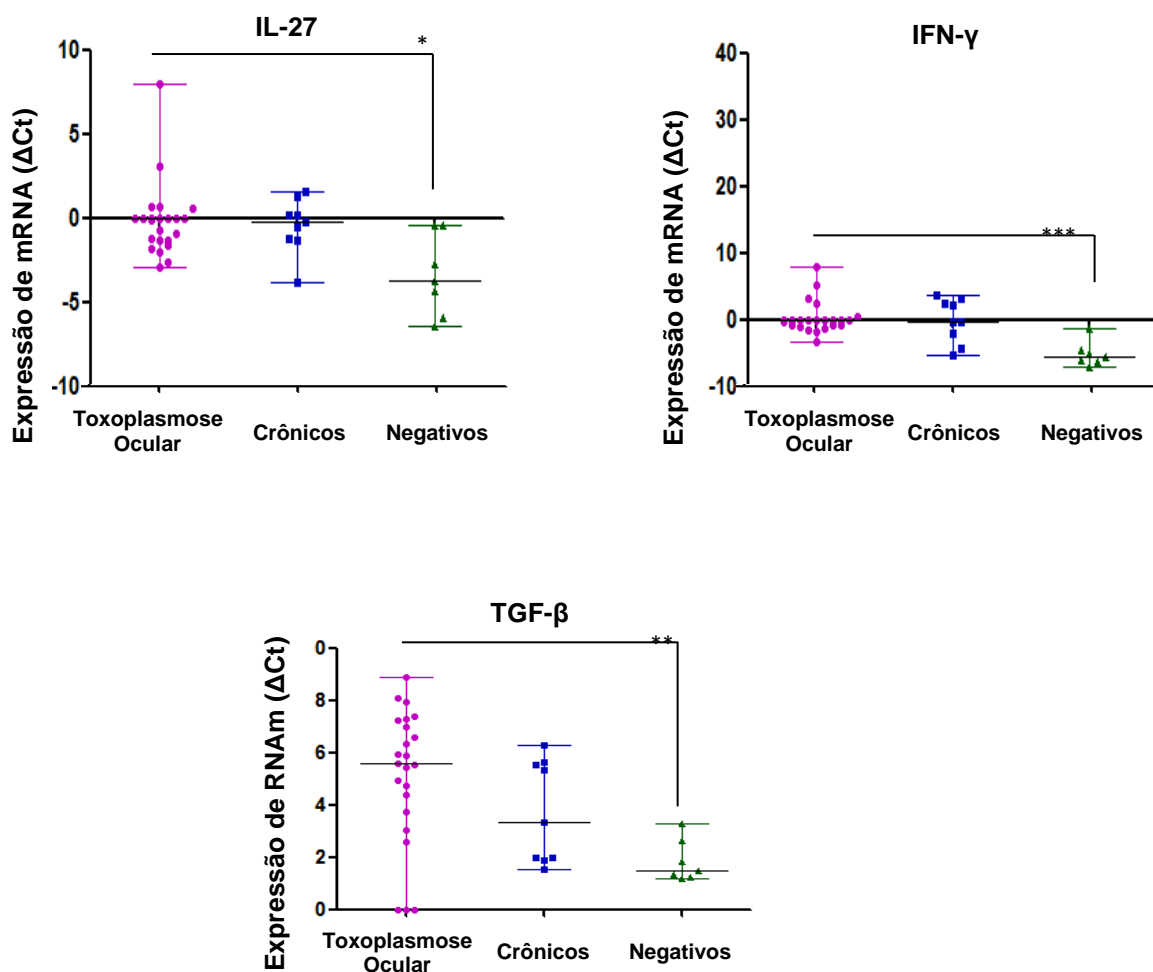 IL-27
*
Expressão de mRNA (ΔCt)
10
5
0
-5
-10
Toxoplasmose
Ocular
Crônicos
Negativos
IFN-γ
***
Expressão de mRNA (ΔCt)
40
30
20
10
0
-10
Toxoplasmose
Ocular
Crônicos
Negativos
TGF-β
**
Expressão de RNAm (ΔCt)
0
8
6
4
2
0
Toxoplasmose
Ocular
Crônicos
Negativos